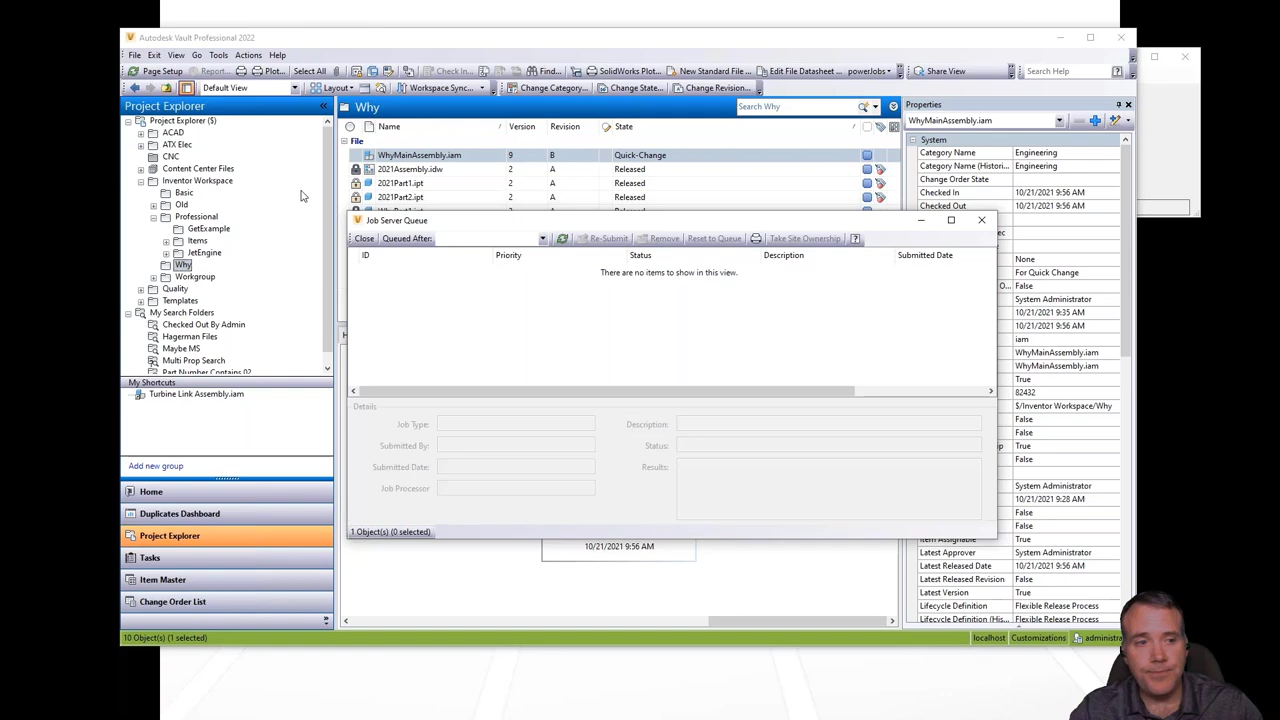 Autodesk Vault Professional 2022
File Edit View Go Tools Actions Help
Page Setup Report... Plot... Select All Check In... Find... SolidWorks Plot... New Standard File ... Edit File Datasheet ... powerJobs Share View Search Help
Default View Layout Workspace Sync... Change Category... Change State... Change Revision...
Project Explorer
Project Explorer ($)
ACAD
ATX Elec
CNC
Content Center Files
Inventor Workspace
Basic
Old
Professional
GetExample
Items
JetEngine
Why
Workgroup
Quality
Templates
My Search Folders
Checked Out By Admin
Hagerman Files
Maybe MS
Multi Prop Search
Part Number Contains 02
My Shortcuts
Turbine Link Assembly.iam
Add new group
Home
Duplicates Dashboard
Project Explorer
Tasks
Item Master
Change Order List
10 Object(s) (1 selected)
Why Search Why
Name Version Revision State
File
WhyMainAssembly.iam 9 B Quick-Change
2021Assembly.idw 2 A Released
2021Part1.ipt 2 A Released
2021Part2.ipt 2 A Released
Job Server Queue
Close Queued After: Re-Submit Remove Reset to Queue Take Site Ownership
ID Priority Status Description Submitted Date
There are no items to show in this view.
Details
Job Type: Description:
Submitted By: Status:
Submitted Date: Results:
Job Processor
1 Object(s) (0 selected)
10/21/2021 9:56 AM
Properties
WhyMainAssembly.iam
System
Category Name Engineering
Category Name (Histori... Engineering
Change Order State
Checked In 10/21/2021 9:56 AM
Checked Out 10/21/2021 9:56 AM
None
For Quick Change
False
System Administrator
10/21/2021 9:35 AM
10/21/2021 9:56 AM
iam
WhyMainAssembly.iam
WhyMainAssembly.iam
True
82432
$/Inventor Workspace/Why
False
False
True
False
System Administrator
10/21/2021 9:28 AM
False
False
Item Assignable True
Latest Approver System Administrator
Latest Released Date 10/21/2021 9:56 AM
Latest Released Revision False
Latest Version True
Lifecycle Definition Flexible Release Process
Lifecycle Definition (His... Flexible Release Process
localhost Customizations administra